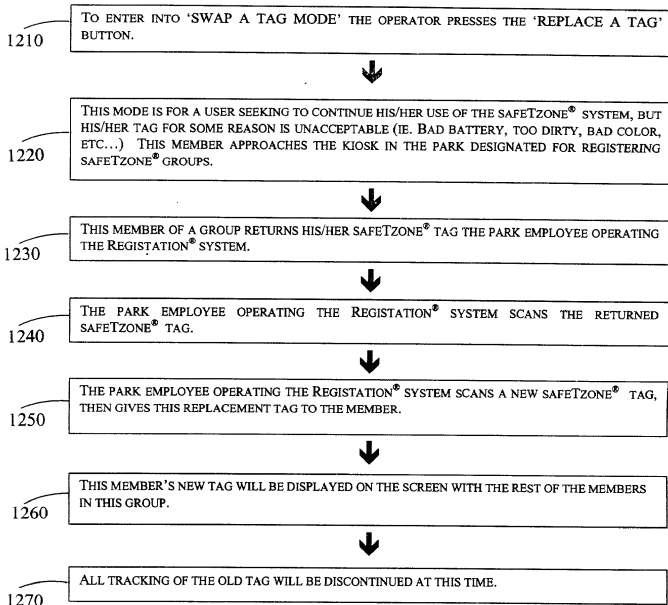 TO ENTER INTO 'SWAP A TAG MODE' THE OPERATOR PRESSES THE 'REPLACE A TAG'
BUTTON.
1210
THIS MODE IS FOR A USER SEEKING TO CONTINUE HIS/HER USE OF THE SAFETZONE® SYSTEM, BUT
HIS/HER TAG FOR SOME REASON IS UNACCEPTABLE (IE. BAD BATTERY, TOO DIRTY, BAD COLOR,
ETC...) THIS MEMBER APPROACHES THE KIOSK IN THE PARK DESIGNATED FOR REGISTERING
SAFETZONE® GROUPS.
1220
THIS MEMBER OF A GROUP RETURNS HIS/HER SAFETZONE® TAG THE PARK EMPLOYEE OPERATING
THE REGISTATION® SYSTEM.
1230
THE PARK EMPLOYEE OPERATING THE REGISTATION® SYSTEM SCANS THE RETURNED
SAFETZONE® TAG.
1240
THE PARK EMPLOYEE OPERATING THE REGISTATION® SYSTEM SCANS A NEW SAFETZONE® TAG,
THEN GIVES THIS REPLACEMENT TAG TO THE MEMBER.
1250
THIS MEMBER'S NEW TAG WILL BE DISPLAYED ON THE SCREEN WITH THE REST OF THE MEMBERS
IN THIS GROUP.
1260
ALL TRACKING OF THE OLD TAG WILL BE DISCONTINUED AT THIS TIME.
1270